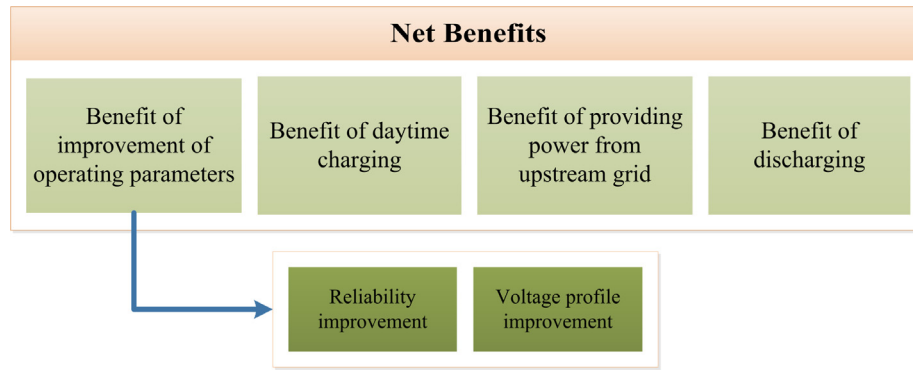 Net Benefits
Benefit of
improvement of
operating parameters
Benefit of daytime
charging
Benefit of providing
power from
upstream grid
Benefit of
discharging
Reliability
improvement
Voltage profile
improvement